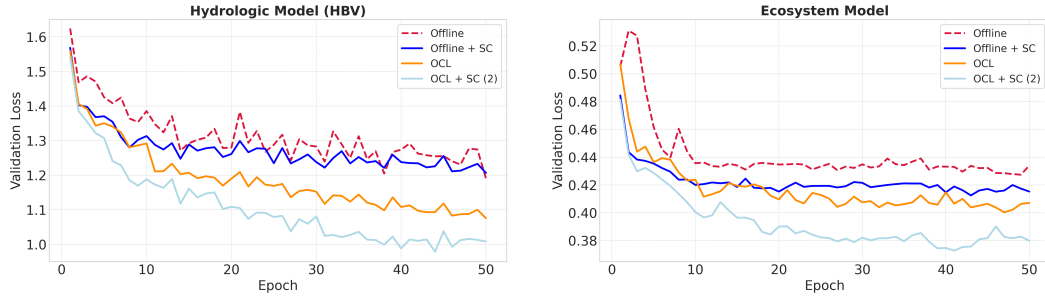 Hydrologic Model (HBV)
Validation Loss
1.6
1.5
1.4
1.3
1.2
1.1
1.0
0
10
20
30
40
50
Epoch
Offline
Offline + SC
OCL
OCL + SC (2)
Ecosystem Model
Validation Loss
0.52
0.50
0.48
0.46
0.44
0.42
0.40
0.38
0
10
20
30
40
50
Epoch
Offline
Offline + SC
OCL
OCL + SC (2)